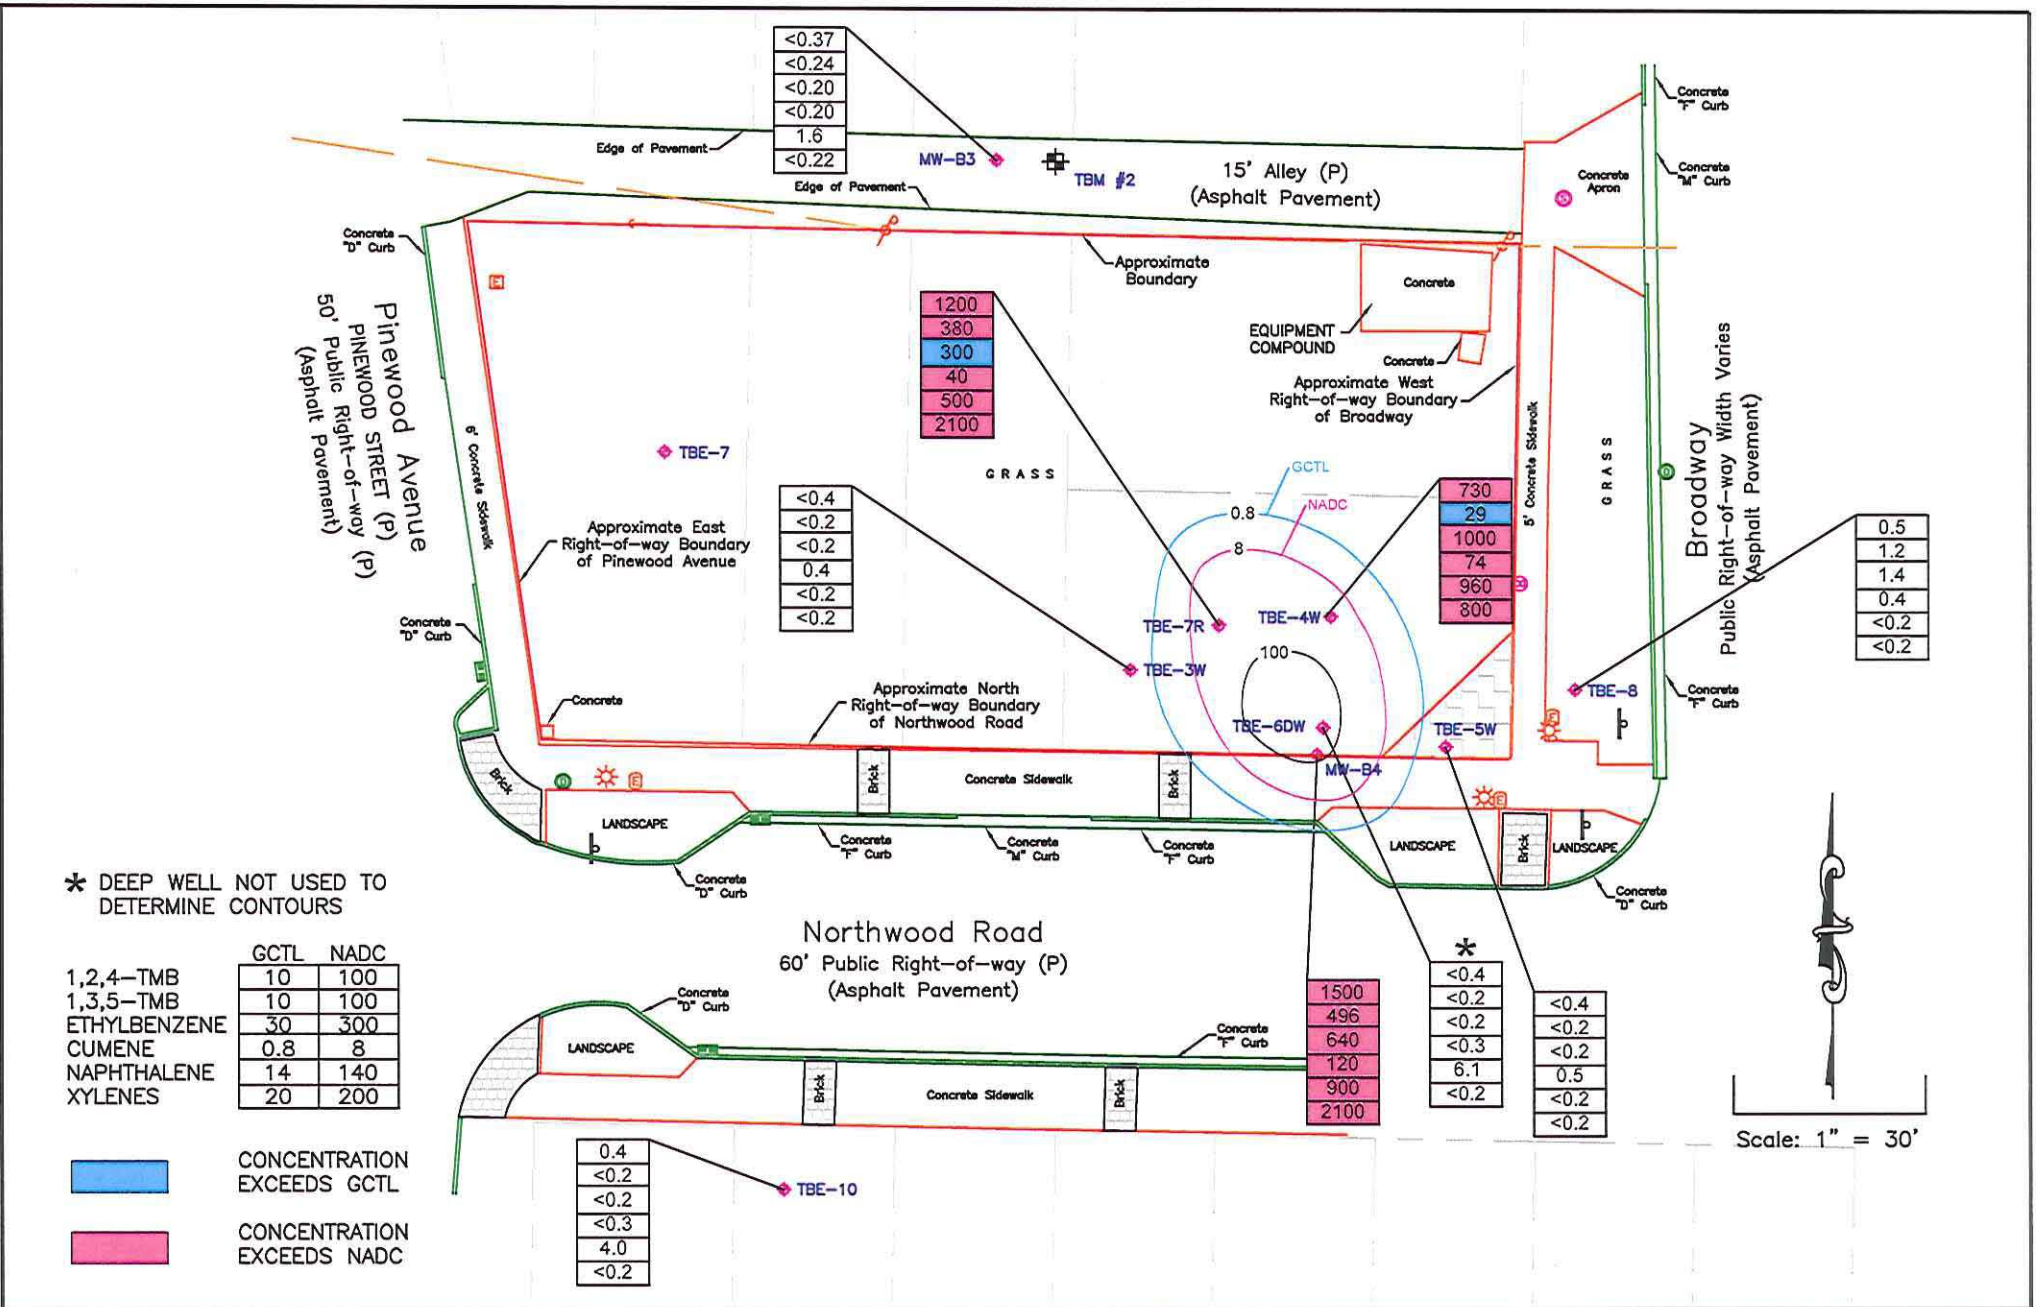 <0.37
<0.24
<0.20
<0.20
1.6
<0.22
Edge of Pavement
MW-B3
TBM #2
15' Alley (P)
(Asphalt Pavement)
Edge of Pavement
Concrete
"F" Curb
Concrete
"M" Curb
Concrete
Apron
S
Concrete
"D" Curb
E
Approximate
Boundary
Concrete
EQUIPMENT
COMPOUND
Concrete
Approximate West
Right-of-way Boundary
of Broadway
1200
380
300
40
500
2100
Pinewood Avenue
PINEWOOD STREET (P)
50' Public Right-of-way (P)
(Asphalt Pavement)
6' Concrete Sidewalk
TBE-7
GRASS
GCTL
NADC
0.8
8
100
730
29
1000
74
960
800
5' Concrete Sidewalk
GRASS
Broadway
Public Right-of-way Width Varies
(Asphalt Pavement)
0.5
1.2
1.4
0.4
<0.2
<0.2
<0.4
<0.2
<0.2
0.4
<0.2
<0.2
Approximate East
Right-of-way Boundary
of Pinewood Avenue
Concrete
"D" Curb
TBE-7R
TBE-4W
TBE-3W
TBE-8
Concrete
"F" Curb
Concrete
Approximate North
Right-of-way Boundary
of Northwood Road
TBE-6DW
TBE-5W
MW-B4
Brick
E
Brick
Concrete Sidewalk
Brick
E
E
LANDSCAPE
Concrete
"F" Curb
Concrete
"M" Curb
Concrete
"F" Curb
LANDSCAPE
Brick
LANDSCAPE
Concrete
"D" Curb
Concrete
"D" Curb
* DEEP WELL NOT USED TO
DETERMINE CONTOURS
Northwood Road
60' Public Right-of-way (P)
(Asphalt Pavement)
GCTL NADC
1,2,4-TMB 10 100
1,3,5-TMB 10 100
ETHYLBENZENE 30 300
CUMENE 0.8 8
NAPHTHALENE 14 140
XYLENES 20 200
Concrete
"D" Curb
LANDSCAPE
Concrete
"F" Curb
Brick
Concrete Sidewalk
Brick
1500
496
640
120
900
2100
*
<0.4
<0.2
<0.2
<0.3
6.1
<0.2
<0.4
<0.2
<0.2
0.5
<0.2
<0.2
Scale: 1" = 30'
CONCENTRATION
EXCEEDS GCTL
CONCENTRATION
EXCEEDS NADC
0.4
<0.2
<0.2
<0.3
4.0
<0.2
TBE-10